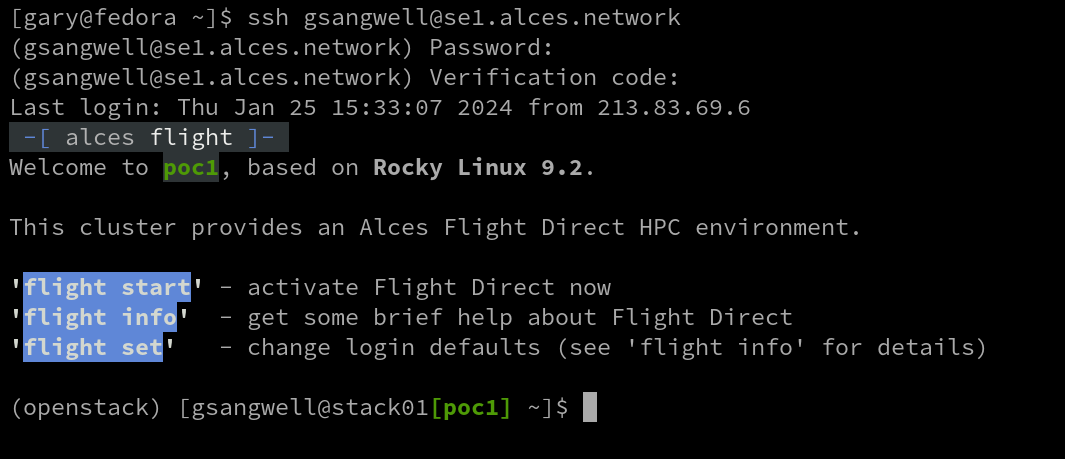 [gary@fedora ~]$ ssh gsangwell@se1.alces.network
(gsangwell@se1.alces.network) Password:
(gsangwell@se1.alces.network) Verification code:
Last login: Thu Jan 25 15:33:07 2024 from 213.83.69.6
-[ alces flight ]-
Welcome to poc1, based on Rocky Linux 9.2.
This cluster provides an Alces Flight Direct HPC environment.
'flight start' - activate Flight Direct now
'flight info'  - get some brief help about Flight Direct
'flight set'   - change login defaults (see 'flight info' for details)
(openstack) [gsangwell@stack01[poc1] ~]$